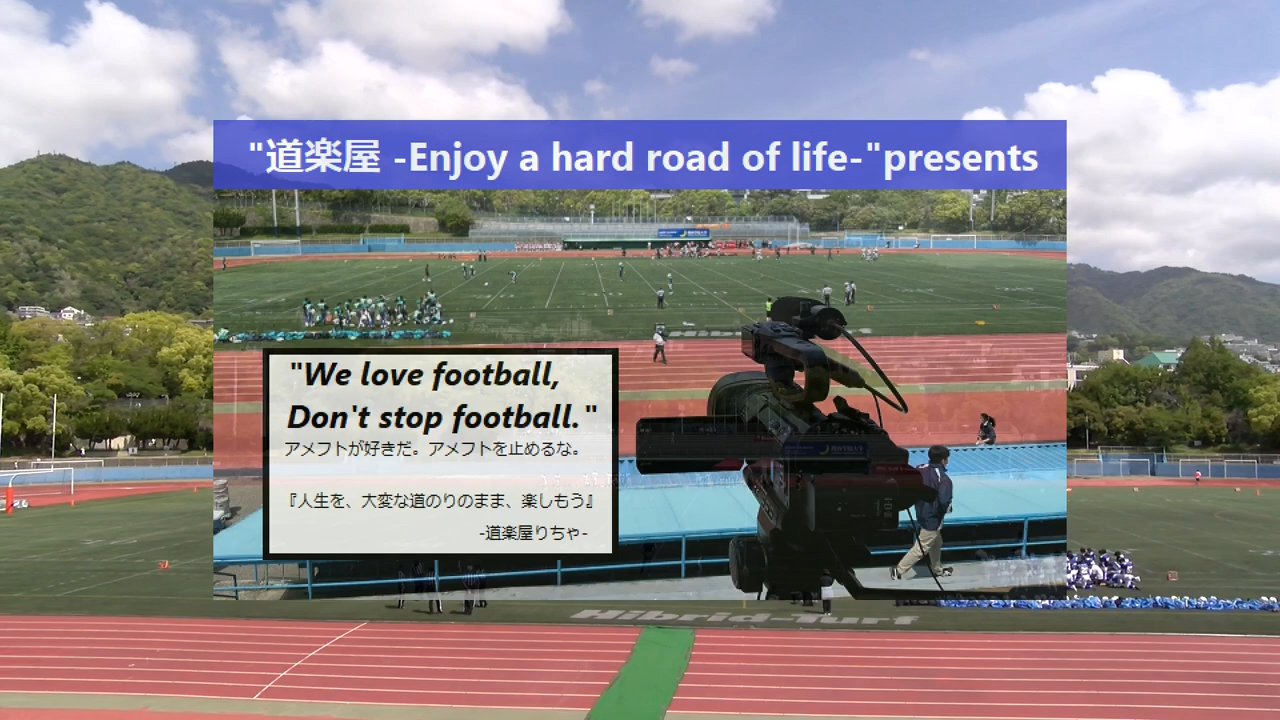 "道楽屋 -Enjoy a hard road of life-"presents
"We love football,
Don't stop football."
アメフトが好きだ。アメフトを止めるな。
『人生を、大変な道のりのまま、楽しもう』
-道楽屋りちゃ-
Hibrid-Turf